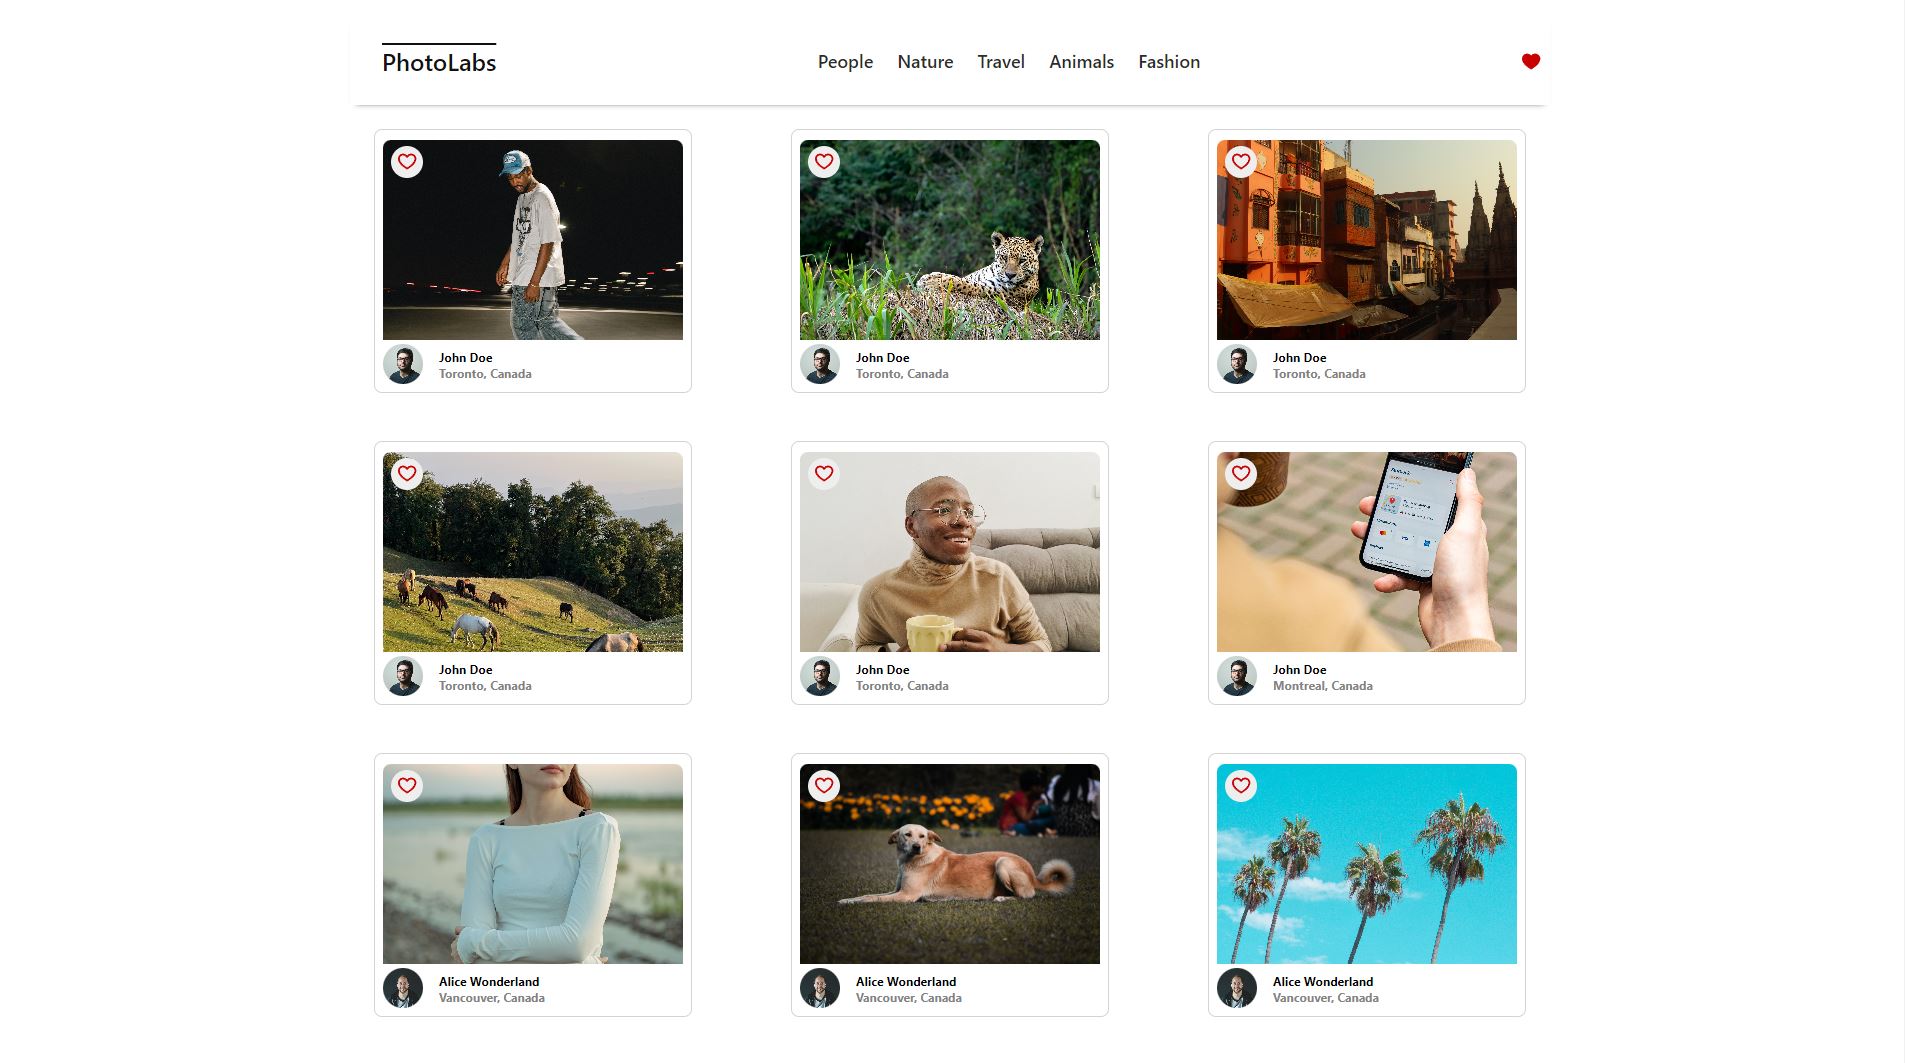 PhotoLabs
People Nature Travel Animals Fashion
John Doe
Toronto, Canada
John Doe
Toronto, Canada
John Doe
Toronto, Canada
John Doe
Toronto, Canada
John Doe
Toronto, Canada
John Doe
Montreal, Canada
Alice Wonderland
Vancouver, Canada
Alice Wonderland
Vancouver, Canada
Alice Wonderland
Vancouver, Canada